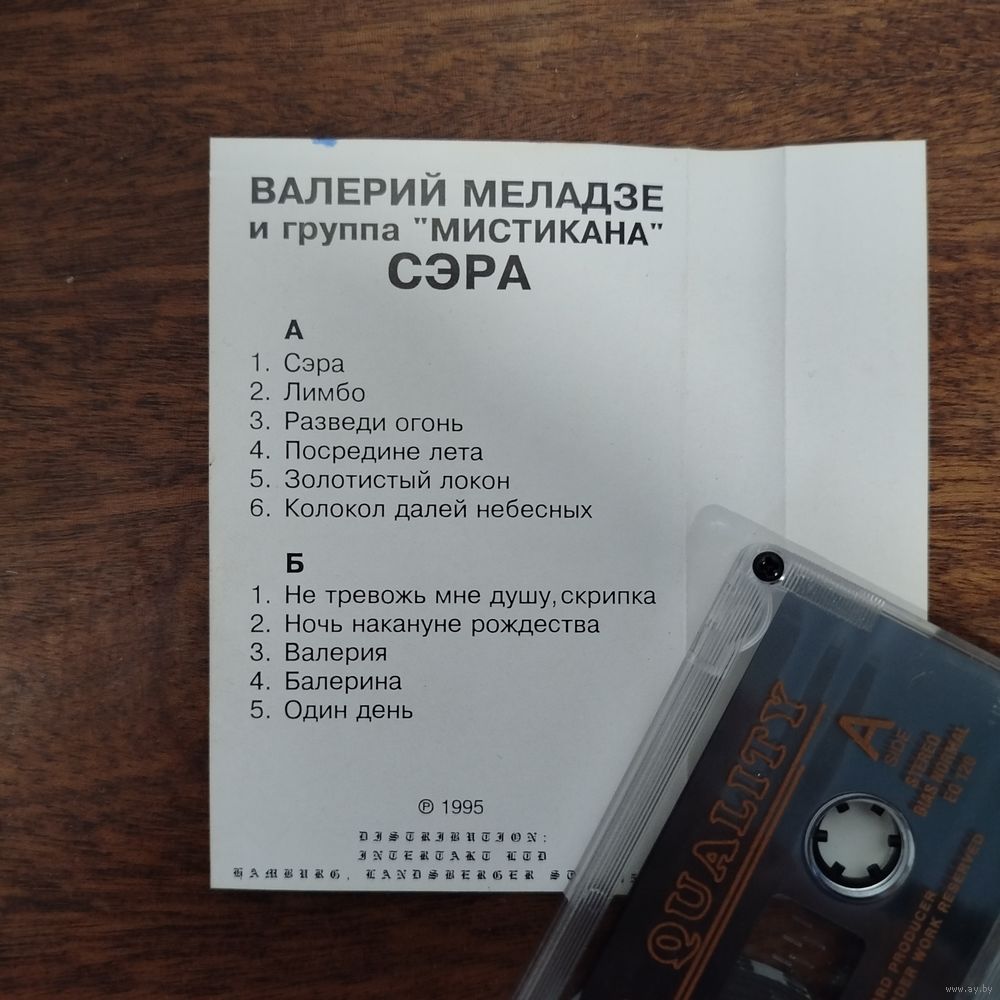 ВАЛЕРИЙ МЕЛАДЗЕ
и группа "МИСТИКАНА"
СЭРА
А
1. Сэра
2. Лимбо
3. Разведи огонь
4. Посредине лета
5. Золотистый локон
6. Колокол далей небесных
Б
1. Не тревожь мне душу, скрипка
2. Ночь накануне рождества
3. Валерия
4. Балерина
5. Один день
℗ 1995
DISTRIBUTION:
INTERTAKT LTD
HAMBURG, LANDSBERGER
QUALITY
A
SIDE
STEREO
BIAS NORMAL
EQ 120
PRODUCER
WORK RESERVED
www.ay.by